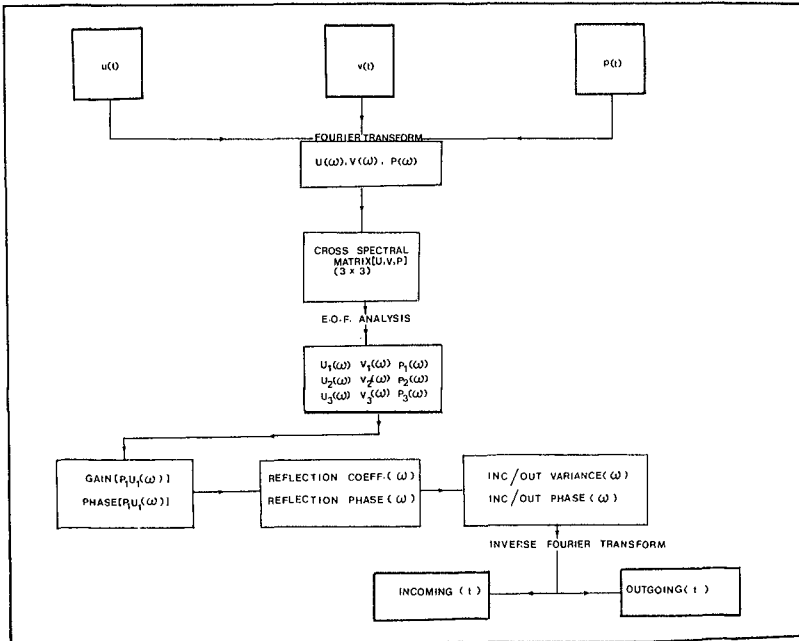 u(t)
v(t)
p(t)
FOURIER TRANSFORM
U(ω), V(ω), P(ω)
CROSS SPECTRAL
MATRIX[U,V,P]
(3 × 3)
E.O.F. ANALYSIS
U₁(ω) V₁(ω) P₁(ω)
U₂(ω) V₂(ω) P₂(ω)
U₃(ω) V₃(ω) P₃(ω)
GAIN[P₁U₁(ω)]
PHASE[P₁U₁(ω)]
REFLECTION COEFF.(ω)
REFLECTION PHASE(ω)
INC/OUT VARIANCE(ω)
INC/OUT PHASE(ω)
INVERSE FOURIER TRANSFORM
INCOMING (t)
OUTGOING(t)